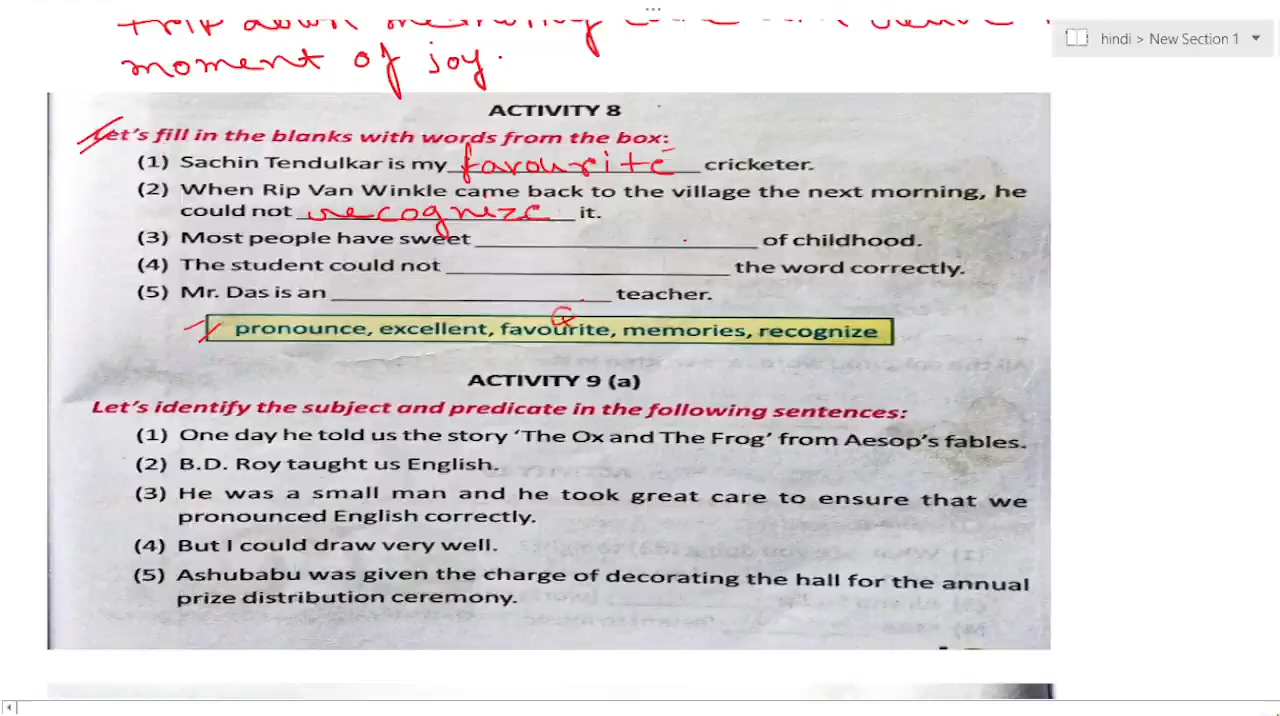 hindi > New Section 1
moment of joy.
ACTIVITY 8
Let's fill in the blanks with words from the box:
(1) Sachin Tendulkar is my favourite cricketer.
(2) When Rip Van Winkle came back to the village the next morning, he
could not recognize it.
(3) Most people have sweet ____________ of childhood.
(4) The student could not ____________ the word correctly.
(5) Mr. Das is an ____________ teacher.
pronounce, excellent, favourite, memories, recognize
ACTIVITY 9 (a)
Let's identify the subject and predicate in the following sentences:
(1) One day he told us the story 'The Ox and The Frog' from Aesop's fables.
(2) B.D. Roy taught us English.
(3) He was a small man and he took great care to ensure that we
pronounced English correctly.
(4) But I could draw very well.
(5) Ashubabu was given the charge of decorating the hall for the annual
prize distribution ceremony.